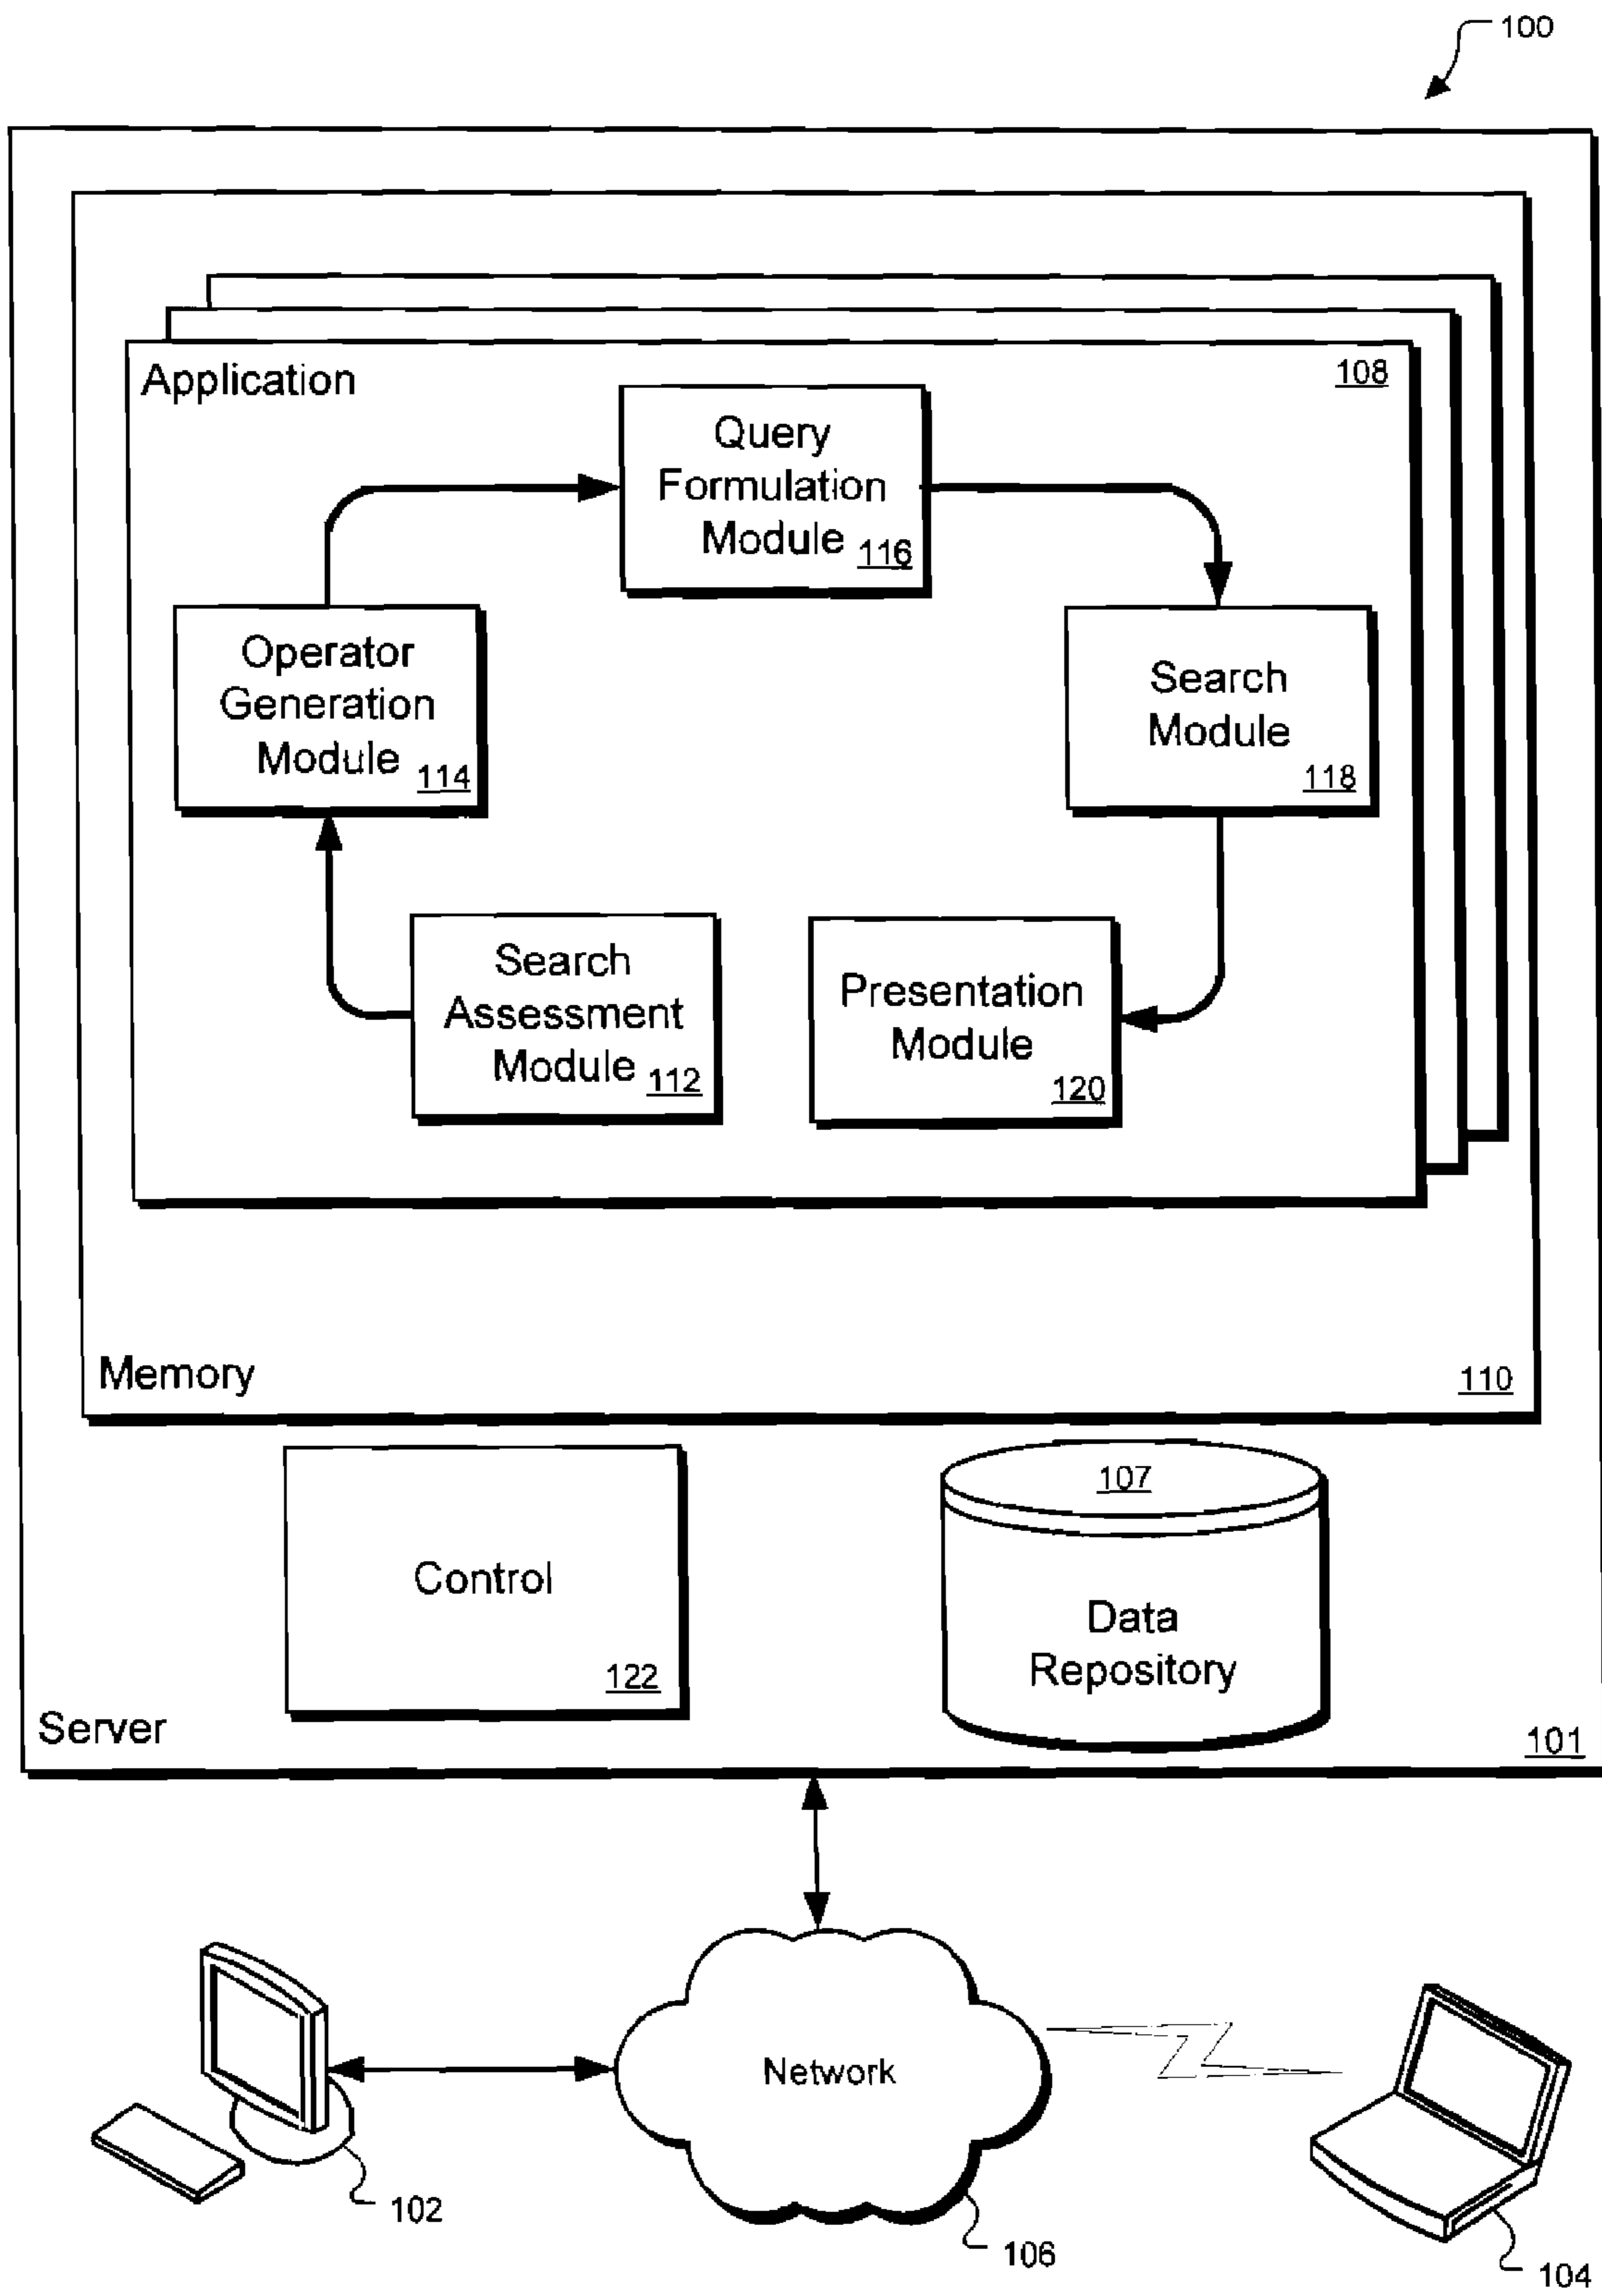 100
Application
108
Query
Formulation
Module 116
Operator
Generation
Module 114
Search
Module
118
Search
Assessment
Module 112
Presentation
Module
120
Memory
110
Control
122
107
Data
Repository
Server
101
Network
102
106
104